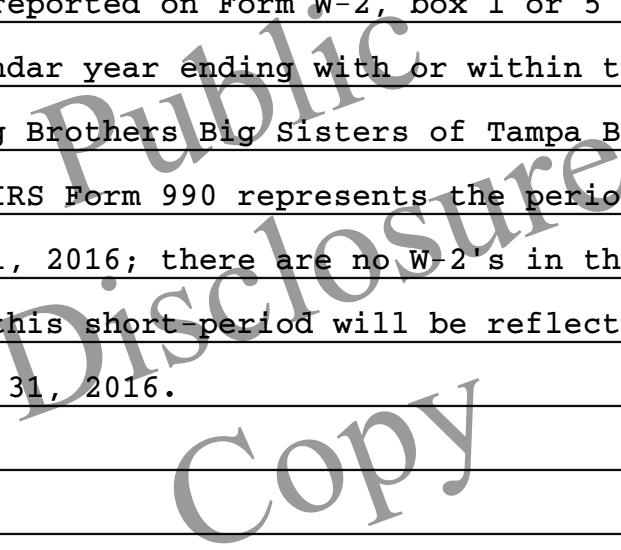 reported on Form W-2, box 1 or 5
ndar year ending with or within t
g Brothers Big Sisters of Tampa B
IRS Form 990 represents the perio
, 2016; there are no W-2's in th
this short-period will be reflect
31, 2016.
Public
Disclosure
Copy